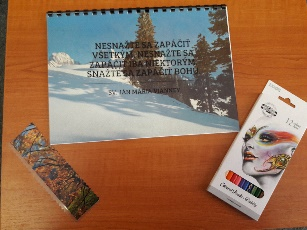 NESNAŽTE SA ZAPÁČIŤ
VŠETKÝM, NESNAŽTE SA
ZAPÁČIŤ IBA NIEKTORÝM.
SNAŽTE SA ZAPÁČIŤ BOHU.
SV. JÁN MÁRIA VIANNEY